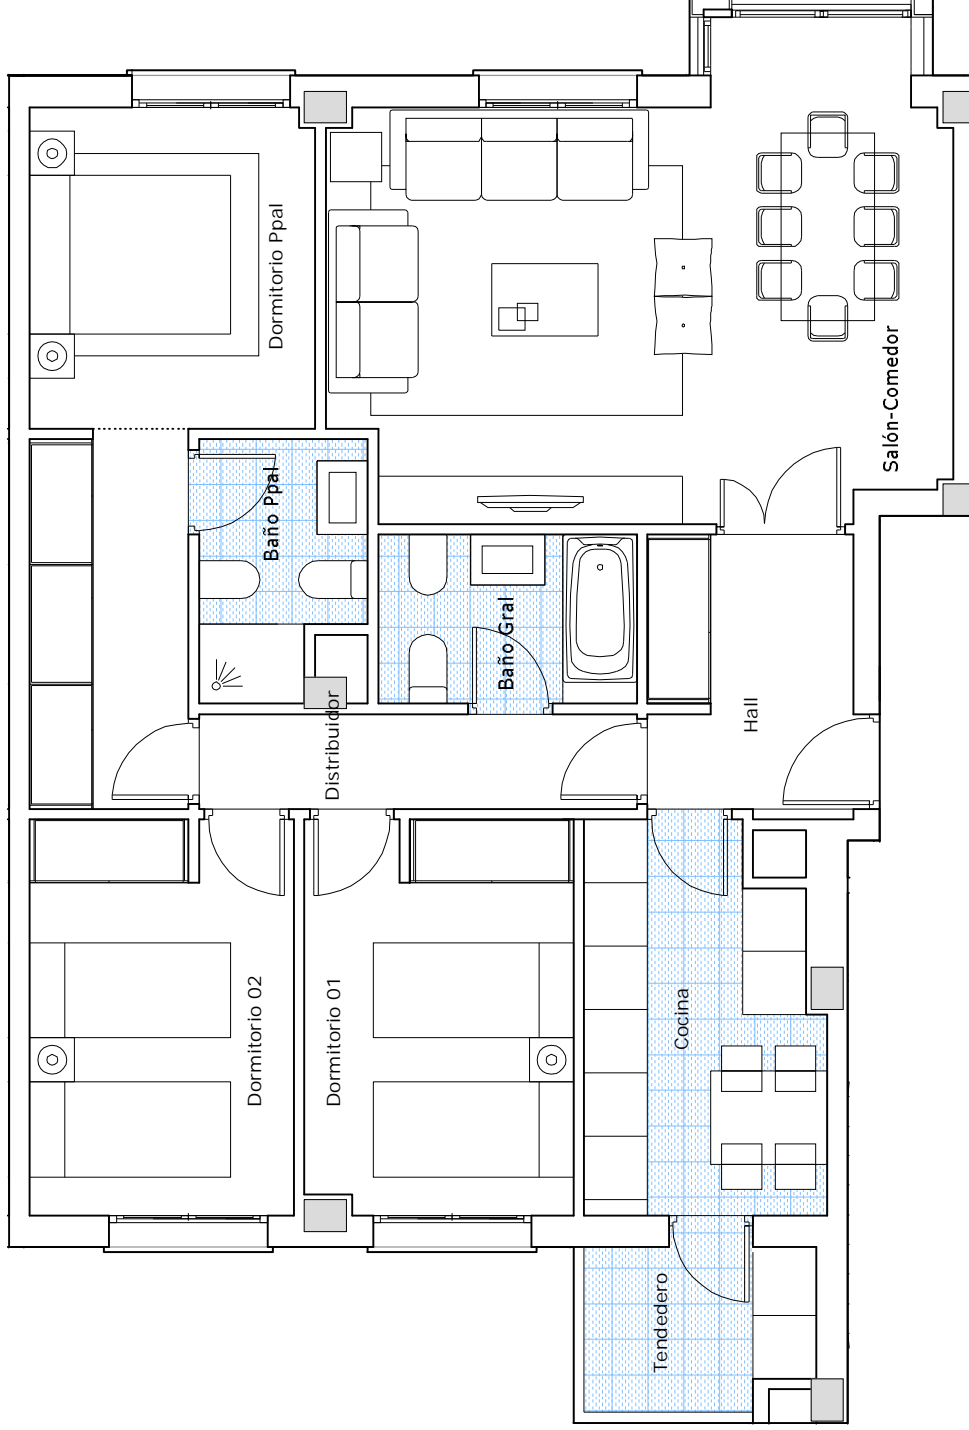 Dormitorio Ppal
Salón-Comedor
Baño Ppal
Baño Gral
Distribuidor
Hall
Dormitorio 02
Dormitorio 01
Cocina
Tendedero